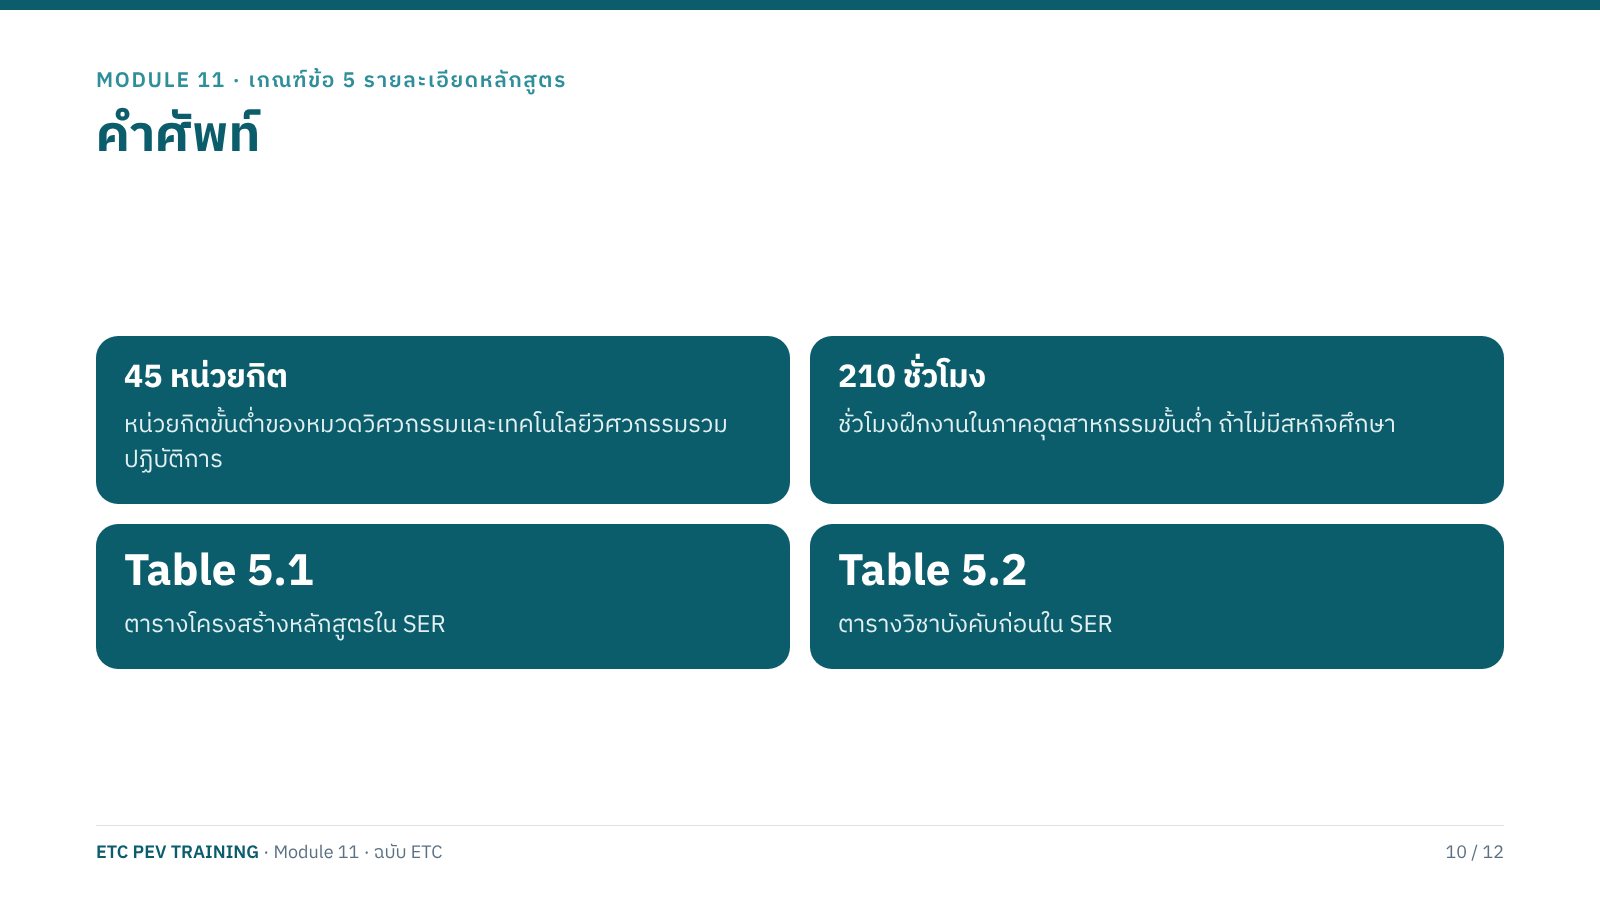 MODULE 11 · เกณฑ์ข้อ 5 รายละเอียดหลักสูตร
คำศัพท์
45 หน่วยกิต
หน่วยกิตขั้นต่ำของหมวดวิศวกรรมและเทคโนโลยีวิศวกรรมรวม
ปฏิบัติการ
210 ชั่วโมง
ชั่วโมงฝึกงานในภาคอุตสาหกรรมขั้นต่ำ ถ้าไม่มีสหกิจศึกษา
Table 5.1
ตารางโครงสร้างหลักสูตรใน SER
Table 5.2
ตารางวิชาบังคับก่อนใน SER
ETC PEV TRAINING · Module 11 · ฉบับ ETC
10 / 12